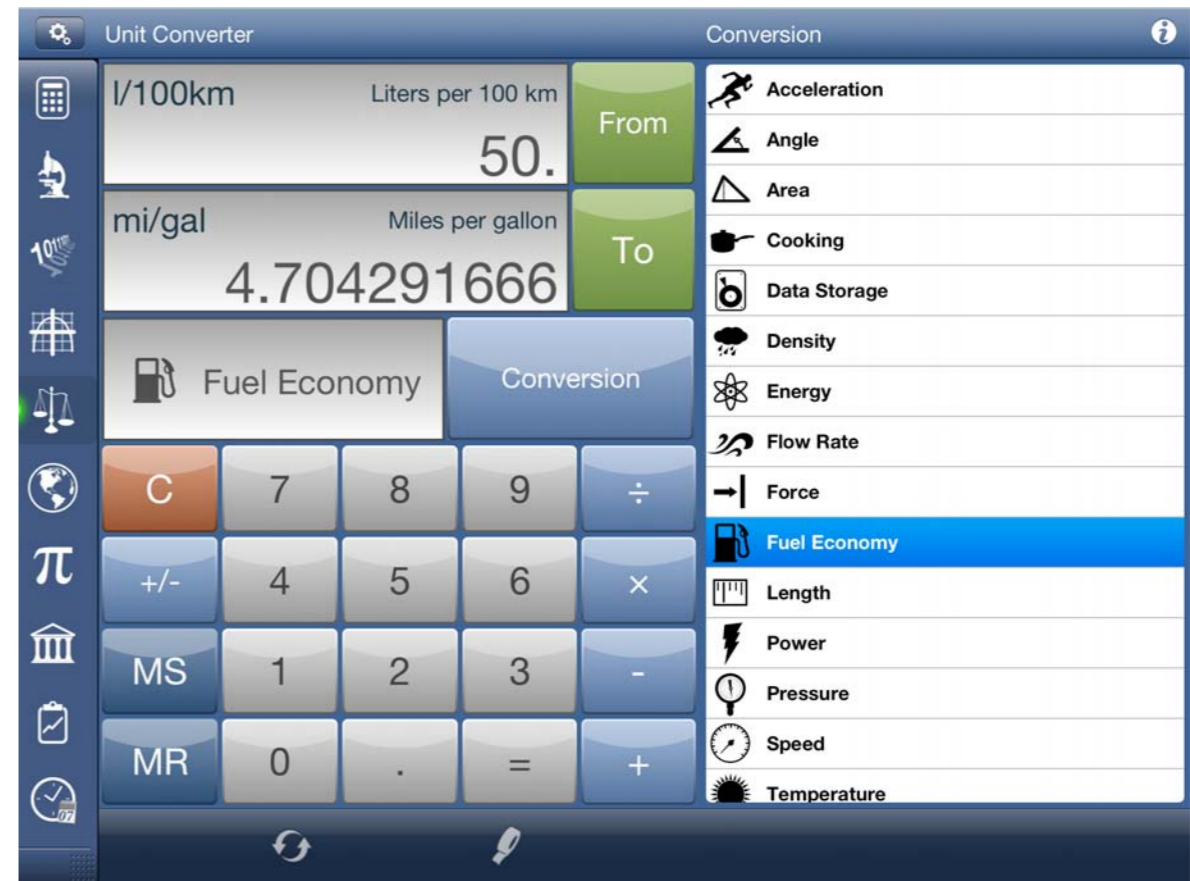 Unit Converter
Conversion
l/100km
Liters per 100 km
50.
From
mi/gal
Miles per gallon
4.704291666
To
Fuel Economy
Conversion
C
7
8
9
÷
+/-
4
5
6
×
MS
1
2
3
-
MR
0
.
=
+
10
π
07
Acceleration
Angle
Area
Cooking
Data Storage
Density
Energy
Flow Rate
Force
Fuel Economy
Length
Power
Pressure
Speed
Temperature